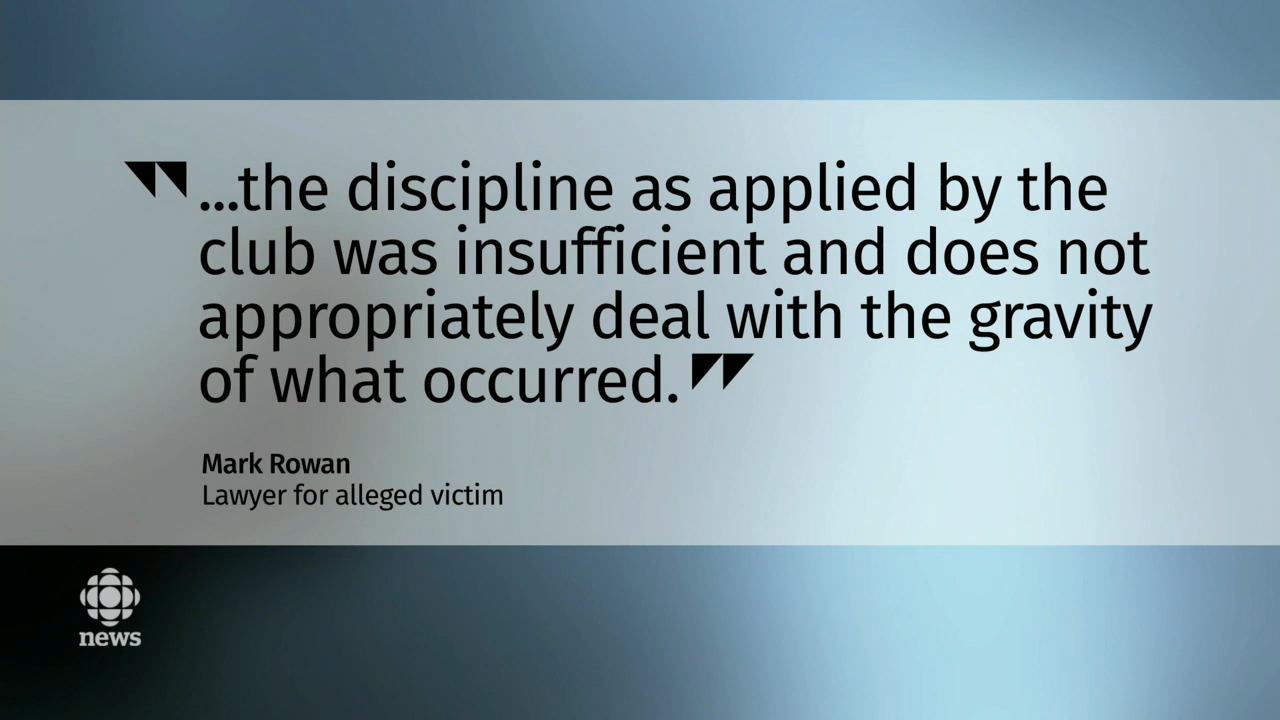 "...the discipline as applied by the
club was insufficient and does not
appropriately deal with the gravity
of what occurred."
Mark Rowan
Lawyer for alleged victim
news